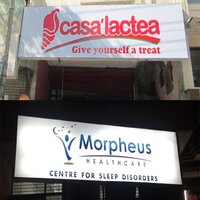 casa'lactea
Give yourself a treat
Morpheus
HEALTHCARE
CENTRE FOR SLEEP DISORDERS